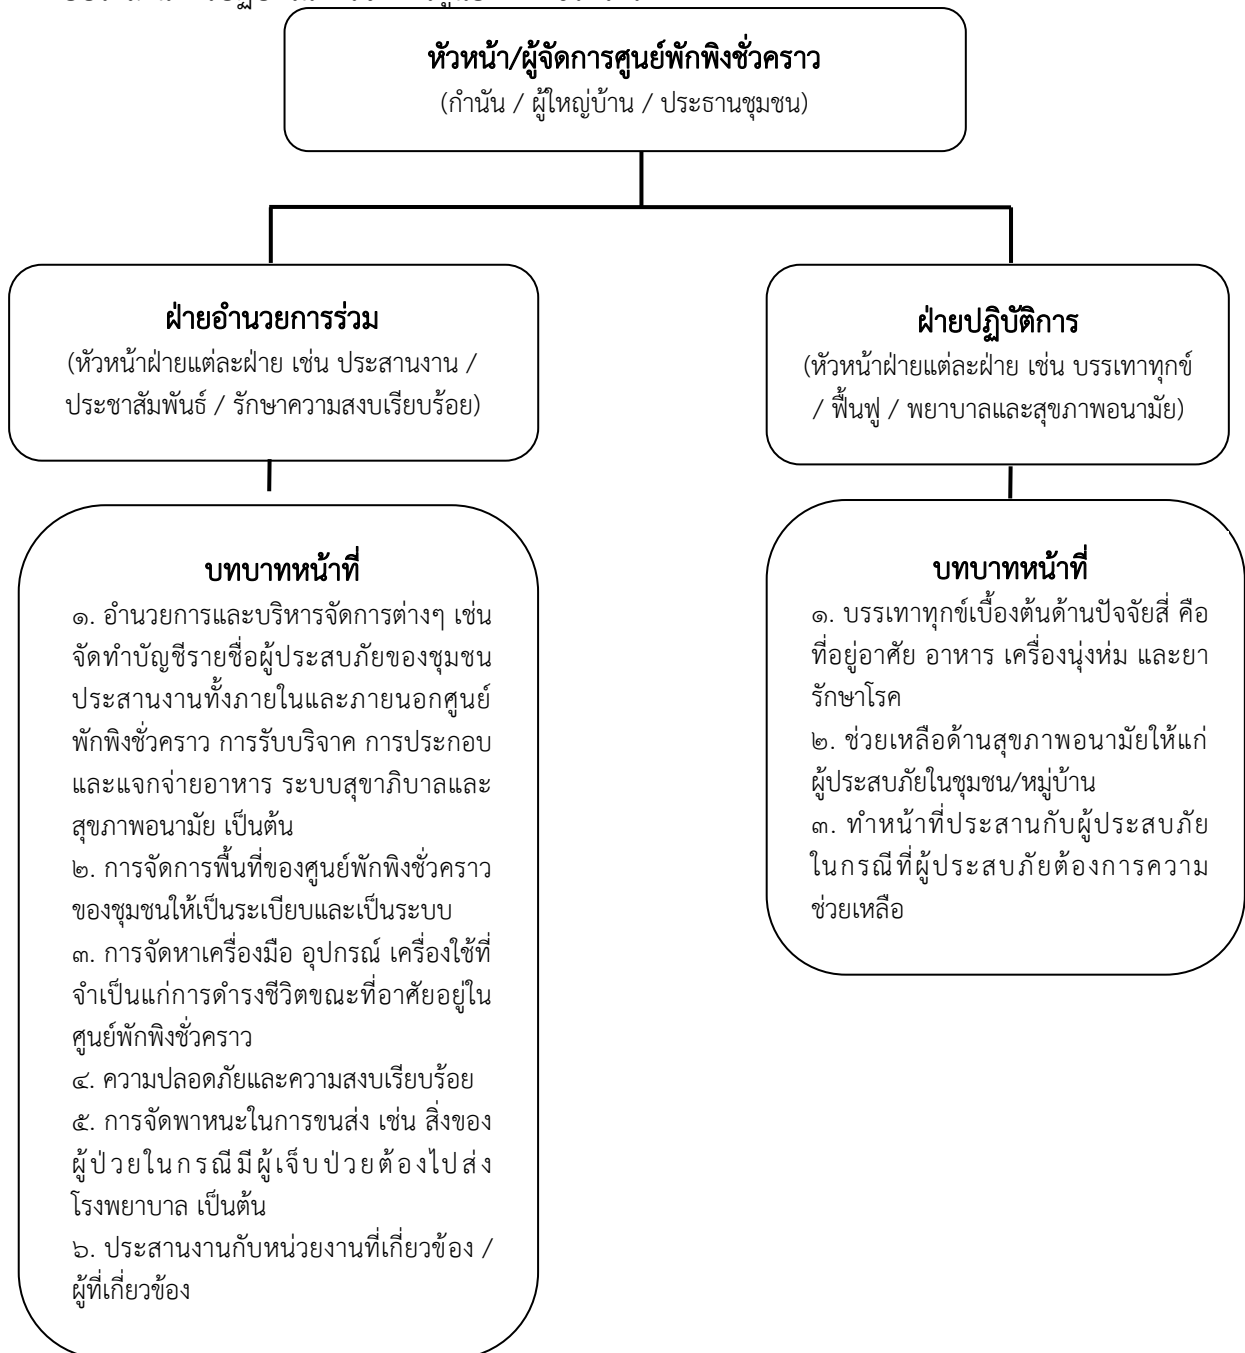 หัวหน้า/ผู้จัดการศูนย์พักพิงชั่วคราว
(กำนัน / ผู้ใหญ่บ้าน / ประธานชุมชน)
ฝ่ายอำนวยการร่วม
(หัวหน้าฝ่ายแต่ละฝ่าย เช่น ประสานงาน /
ประชาสัมพันธ์ / รักษาความสงบเรียบร้อย)
ฝ่ายปฏิบัติการ
(หัวหน้าฝ่ายแต่ละฝ่าย เช่น บรรเทาทุกข์
/ ฟื้นฟู / พยาบาลและสุขภาพอนามัย)
บทบาทหน้าที่
๑. อำนวยการและบริหารจัดการต่างๆ เช่น
จัดทำบัญชีรายชื่อผู้ประสบภัยของชุมชน
ประสานงานทั้งภายในและภายนอกศูนย์
พักพิงชั่วคราว การรับบริจาค การประกอบ
และแจกจ่ายอาหาร ระบบสุขาภิบาลและ
สุขภาพอนามัย เป็นต้น
๒. การจัดการพื้นที่ของศูนย์พักพิงชั่วคราว
ของชุมชนให้เป็นระเบียบและเป็นระบบ
๓. การจัดหาเครื่องมือ อุปกรณ์ เครื่องใช้ที่
จำเป็นแก่การดำรงชีวิตขณะที่อาศัยอยู่ใน
ศูนย์พักพิงชั่วคราว
๔. ความปลอดภัยและความสงบเรียบร้อย
๕. การจัดพาหนะในการขนส่ง เช่น สิ่งของ
ผู้ป่วยในกรณีมีผู้เจ็บป่วยต้องไปส่ง
โรงพยาบาล เป็นต้น
๖. ประสานงานกับหน่วยงานที่เกี่ยวข้อง /
ผู้ที่เกี่ยวข้อง
บทบาทหน้าที่
๑. บรรเทาทุกข์เบื้องต้นด้านปัจจัยสี่ คือ
ที่อยู่อาศัย อาหาร เครื่องนุ่งห่ม และยา
รักษาโรค
๒. ช่วยเหลือด้านสุขภาพอนามัยให้แก่
ผู้ประสบภัยในชุมชน/หมู่บ้าน
๓. ทำหน้าที่ประสานกับผู้ประสบภัย
ในกรณีที่ผู้ประสบภัยต้องการความ
ช่วยเหลือ